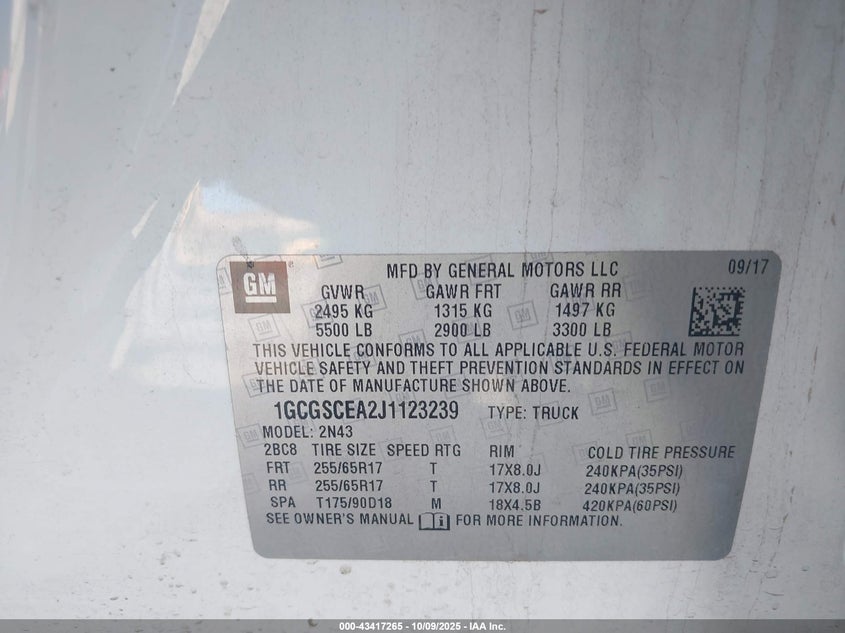 GM
MFD BY GENERAL MOTORS LLC 09/17
GVWR GAWR FRT GAWR RR
2495 KG 1315 KG 1497 KG
5500 LB 2900 LB 3300 LB
THIS VEHICLE CONFORMS TO ALL APPLICABLE U.S. FEDERAL MOTOR
VEHICLE SAFETY AND THEFT PREVENTION STANDARDS IN EFFECT ON
THE DATE OF MANUFACTURE SHOWN ABOVE.
1GCGSCEA2J1123239 TYPE: TRUCK
MODEL: 2N43
2BC8 TIRE SIZE SPEED RTG RIM COLD TIRE PRESSURE
FRT 255/65R17 T 17X8.0J 240KPA(35PSI)
RR 255/65R17 T 17X8.0J 240KPA(35PSI)
SPA T175/90D18 M 18X4.5B 420KPA(60PSI)
SEE OWNER'S MANUAL FOR MORE INFORMATION.
000-43417265 - 10/09/2025 - IAA Inc.